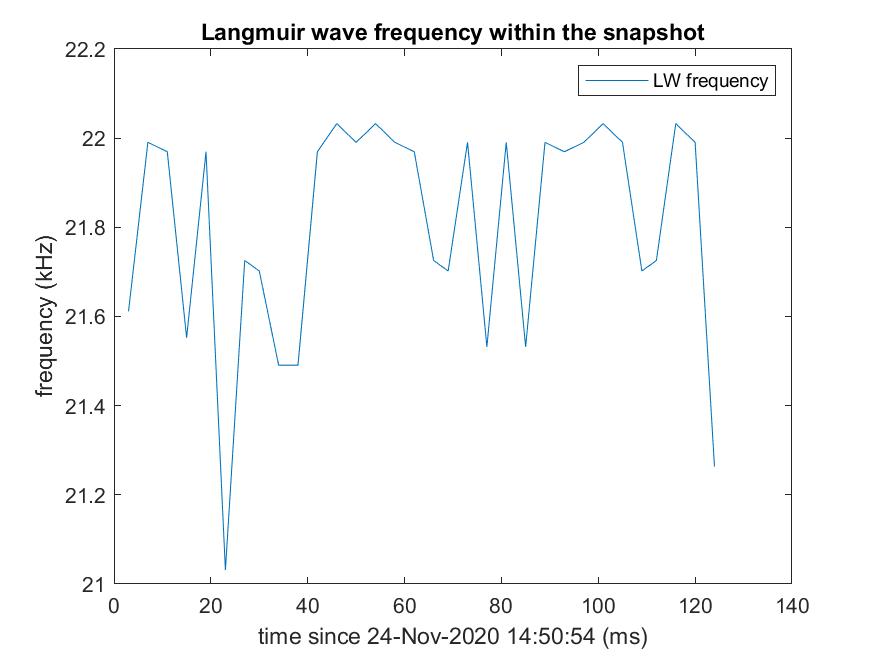 Langmuir wave frequency within the snapshot
LW frequency
22.2
22
21.8
21.6
21.4
21.2
21
frequency (kHz)
0 20 40 60 80 100 120 140
time since 24-Nov-2020 14:50:54 (ms)